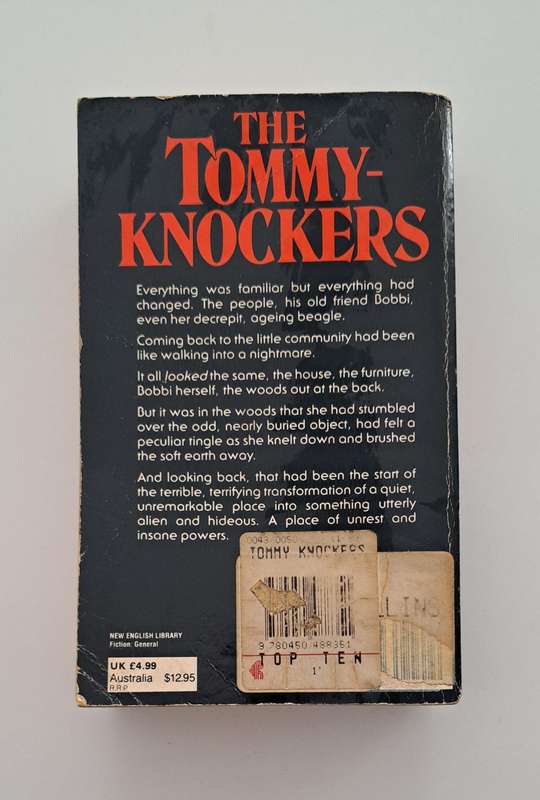 THE
TOMMY-
KNOCKERS
Everything was familiar but everything had
changed. The people, his old friend Bobbi,
even her decrepit, ageing beagle.
Coming back to the little community had been
like walking into a nightmare.
It all looked the same, the house, the furniture,
Bobbi herself, the woods out at the back.
But it was in the woods that she had stumbled
over the odd, nearly buried object, had felt a
peculiar tingle as she knelt down and brushed
the soft earth away.
And looking back, that had been the start of
the terrible, terrifying transformation of a quiet,
unremarkable place into something utterly
alien and hideous. A place of unrest and
insane powers.
TOMMY KNOCKERS
9 780450 488351
TOP TEN
NEW ENGLISH LIBRARY
Fiction: General
UK £4.99
Australia $12.95
R.R.P.